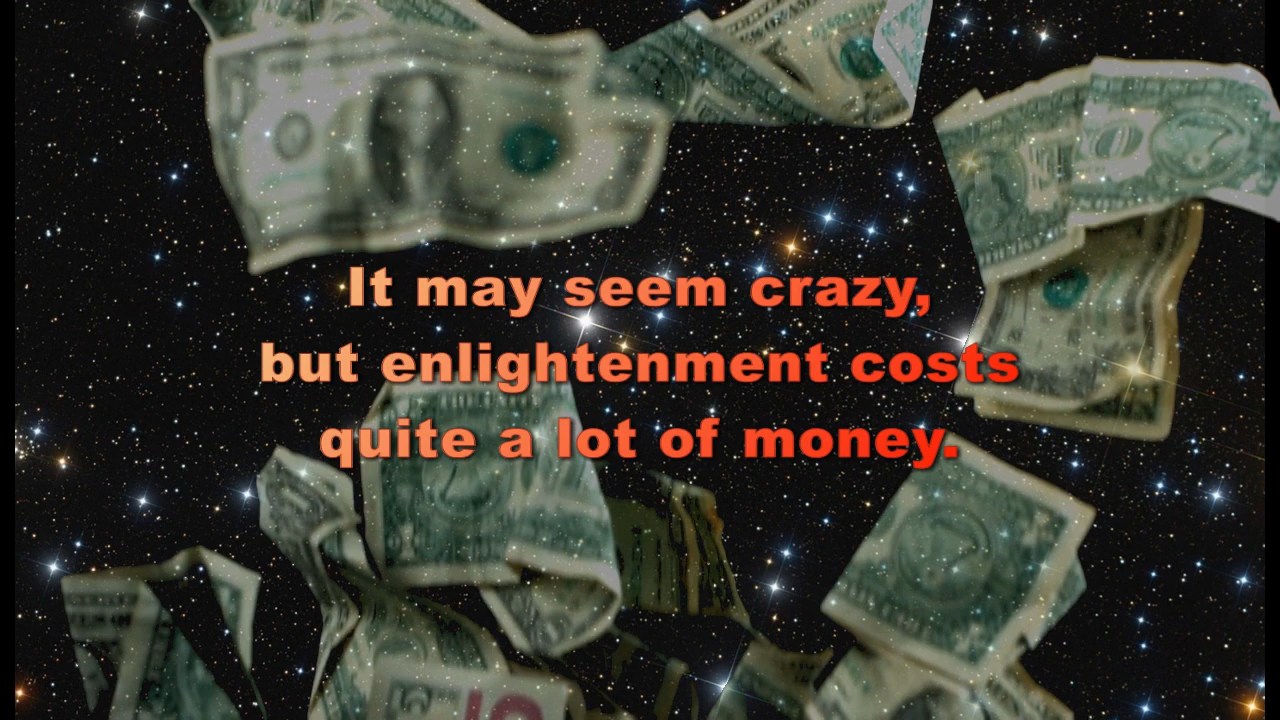 It may seem crazy,
but enlightenment costs
quite a lot of money.